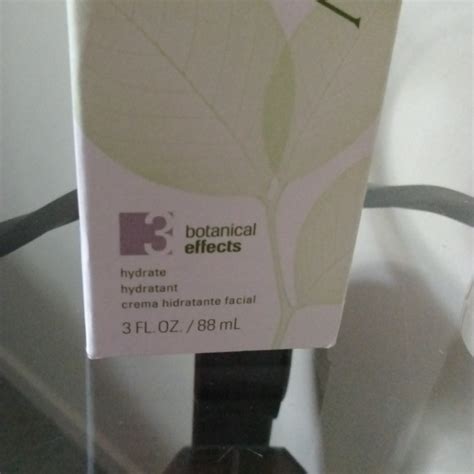 3 botanical
effects
hydrate
hydratant
crema hidratante facial
3 FL. OZ. / 88 mL